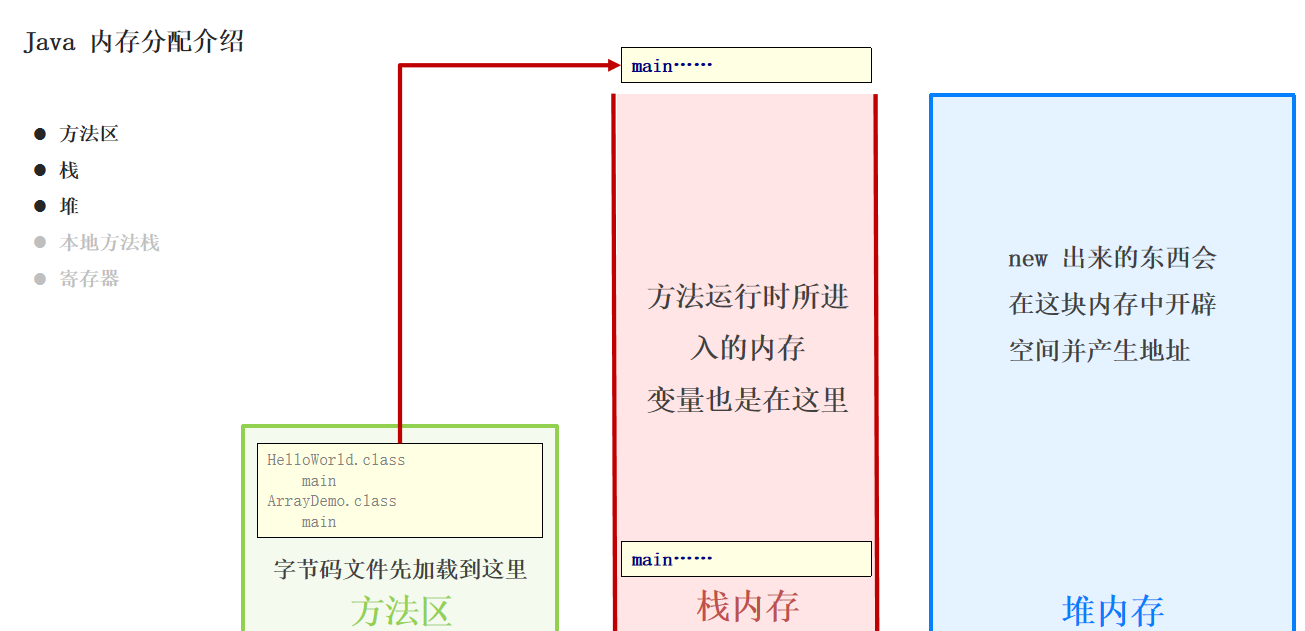 Java 内存分配介绍
方法区
栈
堆
本地方法栈
寄存器
HelloWorld.class
main
ArrayDemo.class
main
字节码文件先加载到这里
方法区
main……
方法运行时所进
入的内存
变量也是在这里
main……
栈内存
new 出来的东西会
在这块内存中开辟
空间并产生地址
堆内存